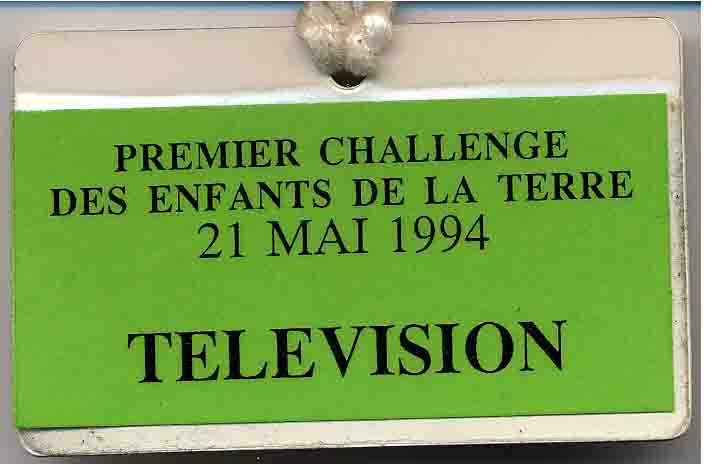 PREMIER CHALLENGE
DES ENFANTS DE LA TERRE
21 MAI 1994
TELEVISION